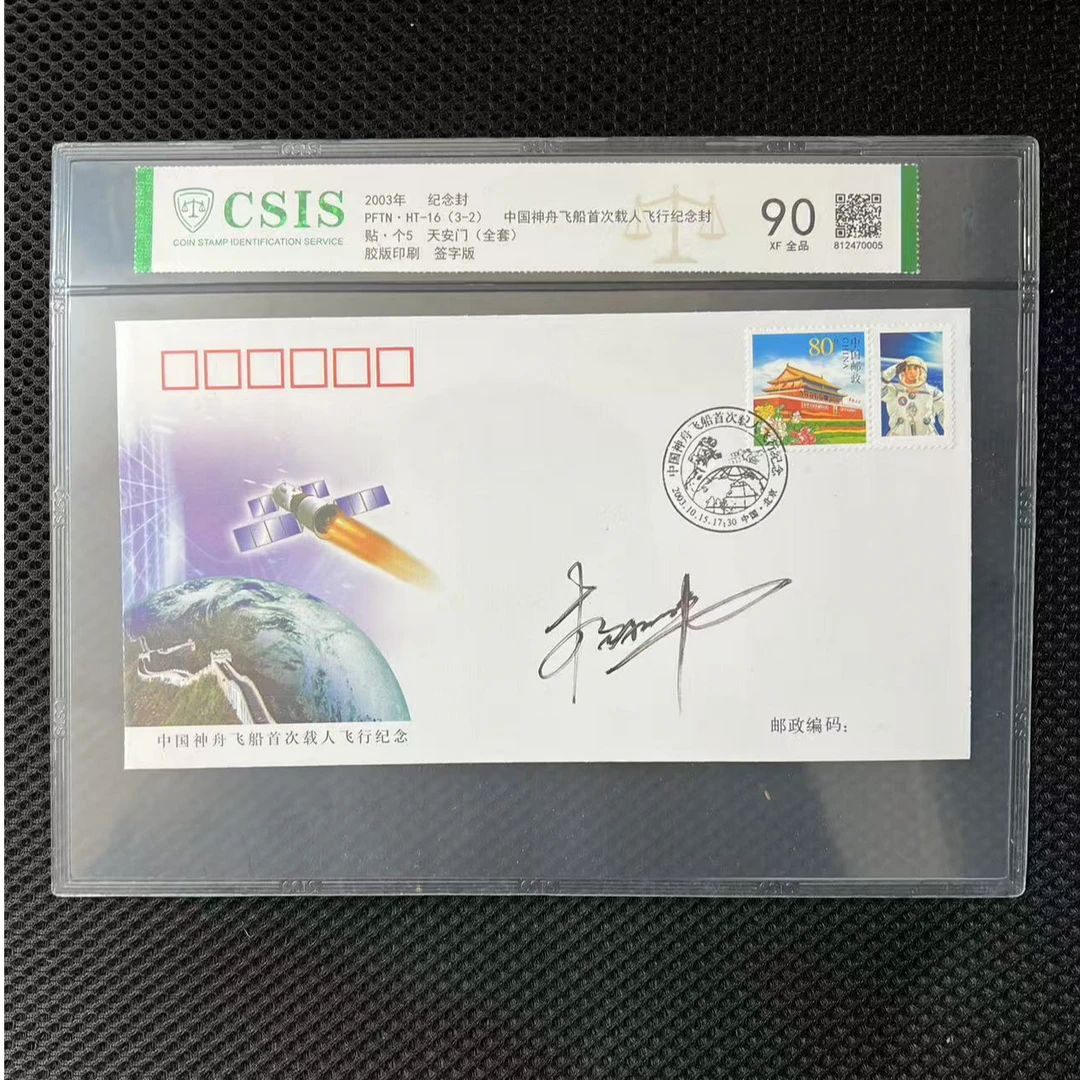 CSIS
COIN STAMP IDENTIFICATION SERVICE
2003年 纪念封
PFTN·HT-16（3-2） 中国神舟飞船首次载人飞行纪念封
贴·个5 天安门（全套）
胶版印刷 签字版
90
XF 全品
812470005
80
中国邮政
CHINA
中国神舟飞船首次载人飞行纪念
2003.10.15.17:30 中国·北京
邮政编码：
中国神舟飞船首次载人飞行纪念